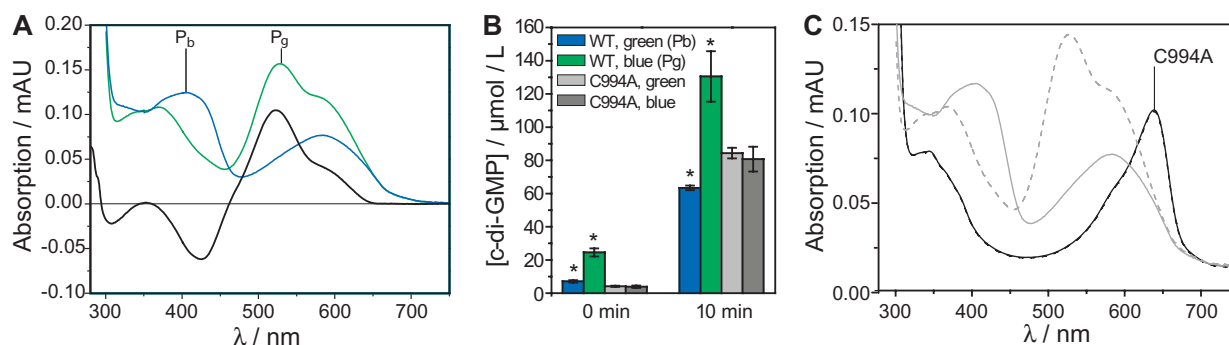 A
Absorption / mAU
0.20
0.15
0.10
0.05
0.00
-0.05
-0.10
P_b
P_g
300 400 500 600 700
λ / nm
B
[c-di-GMP] / µmol / L
160
140
120
100
80
60
40
20
0
WT, green (Pb)
WT, blue (Pg)
C994A, green
C994A, blue
* * * *
0 min 10 min
C
Absorption / mAU
0.15
0.10
0.05
0.00
C994A
300 400 500 600 700
λ / nm